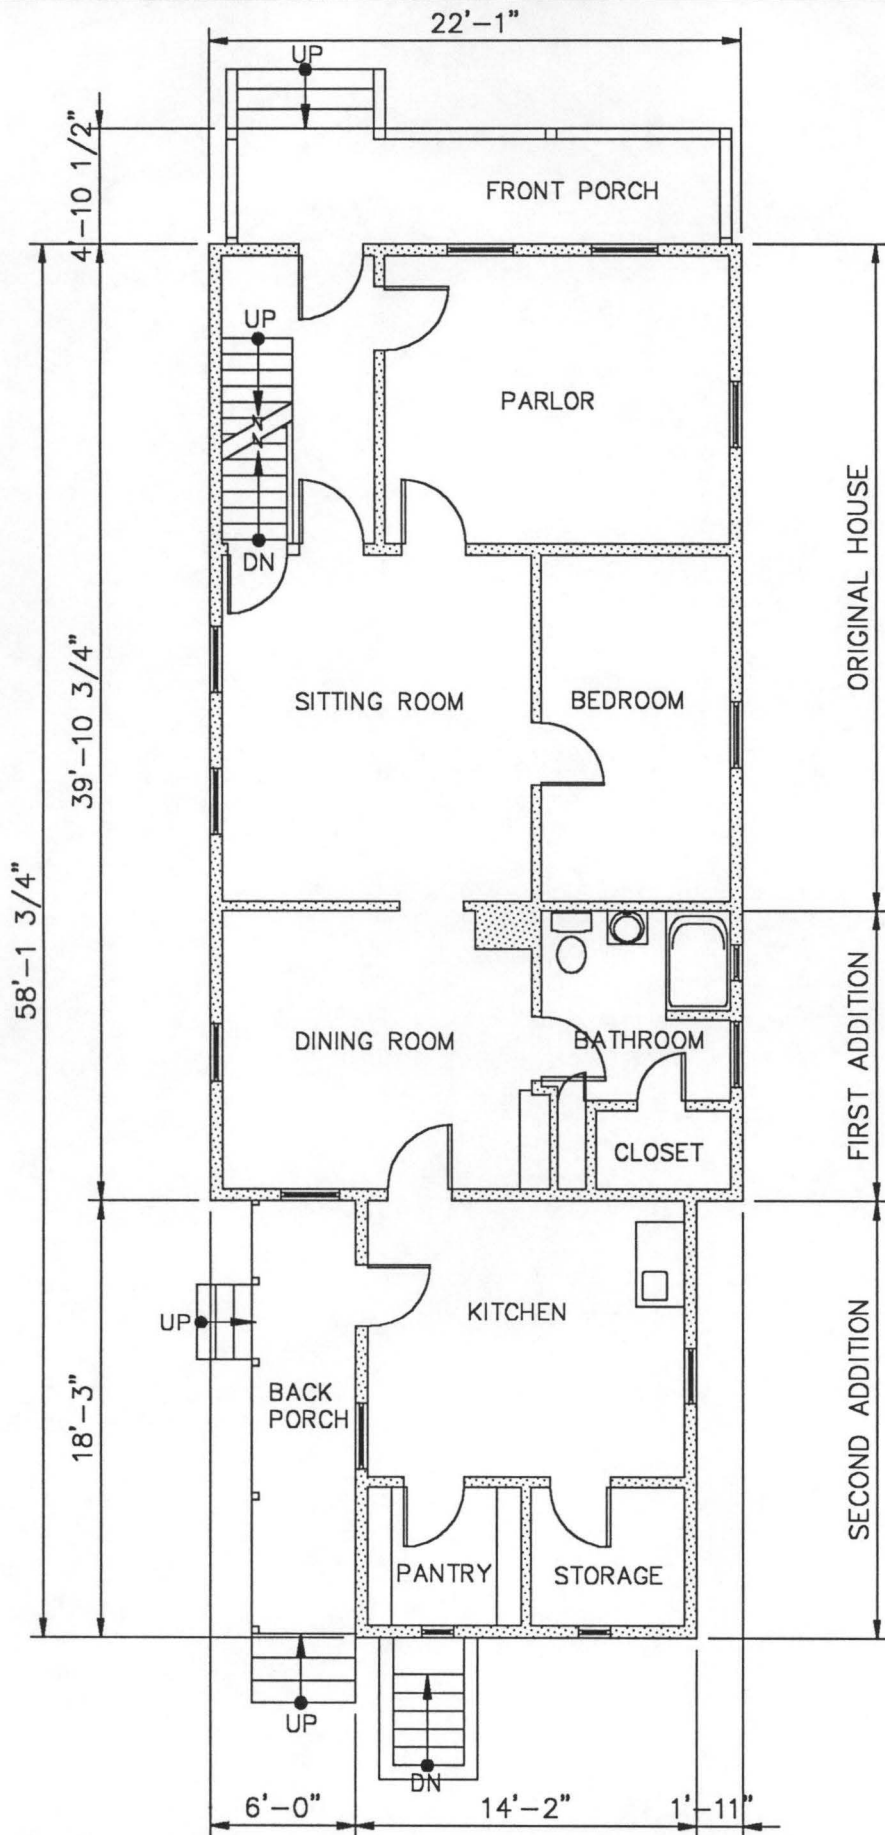 22'-1"
UP
4'-10 1/2"
FRONT PORCH
UP
PARLOR
ORIGINAL HOUSE
DN
39'-10 3/4"
SITTING ROOM
BEDROOM
58'-1 3/4"
DINING ROOM
BATHROOM
FIRST ADDITION
CLOSET
KITCHEN
UP
BACK
PORCH
18'-3"
SECOND ADDITION
PANTRY
STORAGE
UP
DN
6'-0"
14'-2"
1'-11"